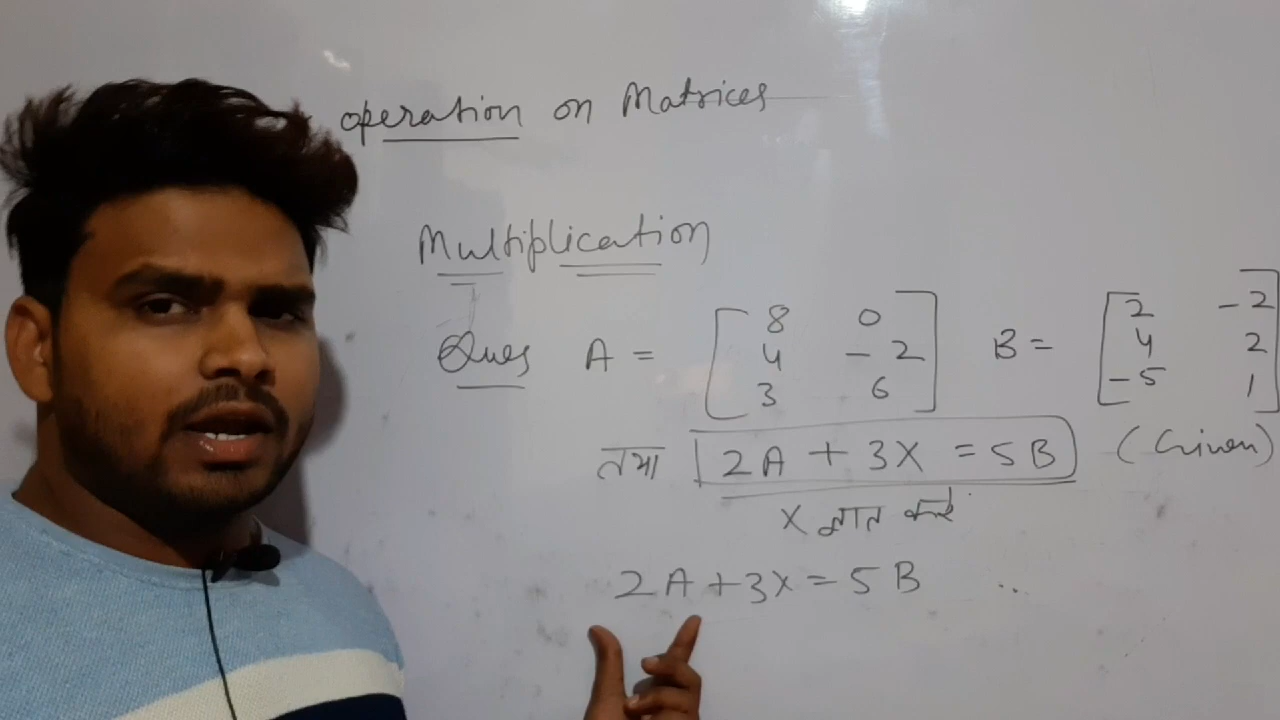 operation on Matrices
Multiplication
Ques A = [ 8 0 4 -2 3 6 ] B = [ 2 -2 4 2 -5 1 ]
तथा 2A + 3X = 5B (Given)
X ज्ञात करें
2A + 3X = 5B